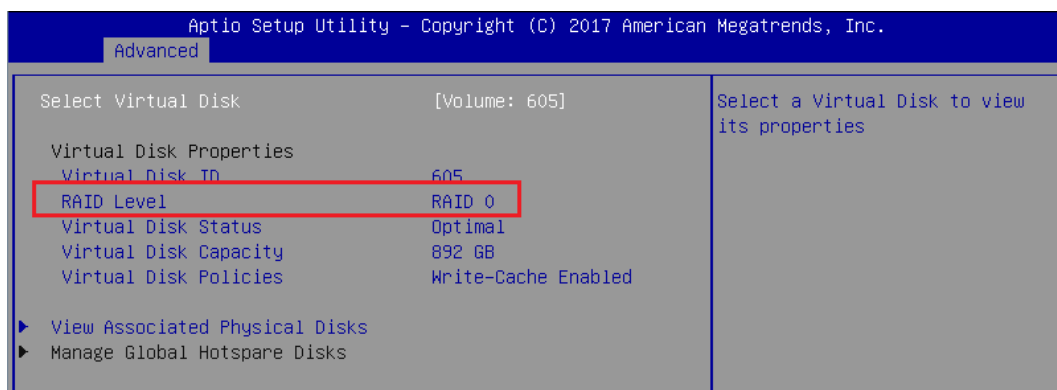 Aptio Setup Utility – Copyright (C) 2017 American Megatrends, Inc.
Advanced
Select Virtual Disk [Volume: 605]
Select a Virtual Disk to view
its properties
Virtual Disk Properties
Virtual Disk ID 605
RAID Level RAID 0
Virtual Disk Status Optimal
Virtual Disk Capacity 892 GB
Virtual Disk Policies Write-Cache Enabled
View Associated Physical Disks
Manage Global Hotspare Disks